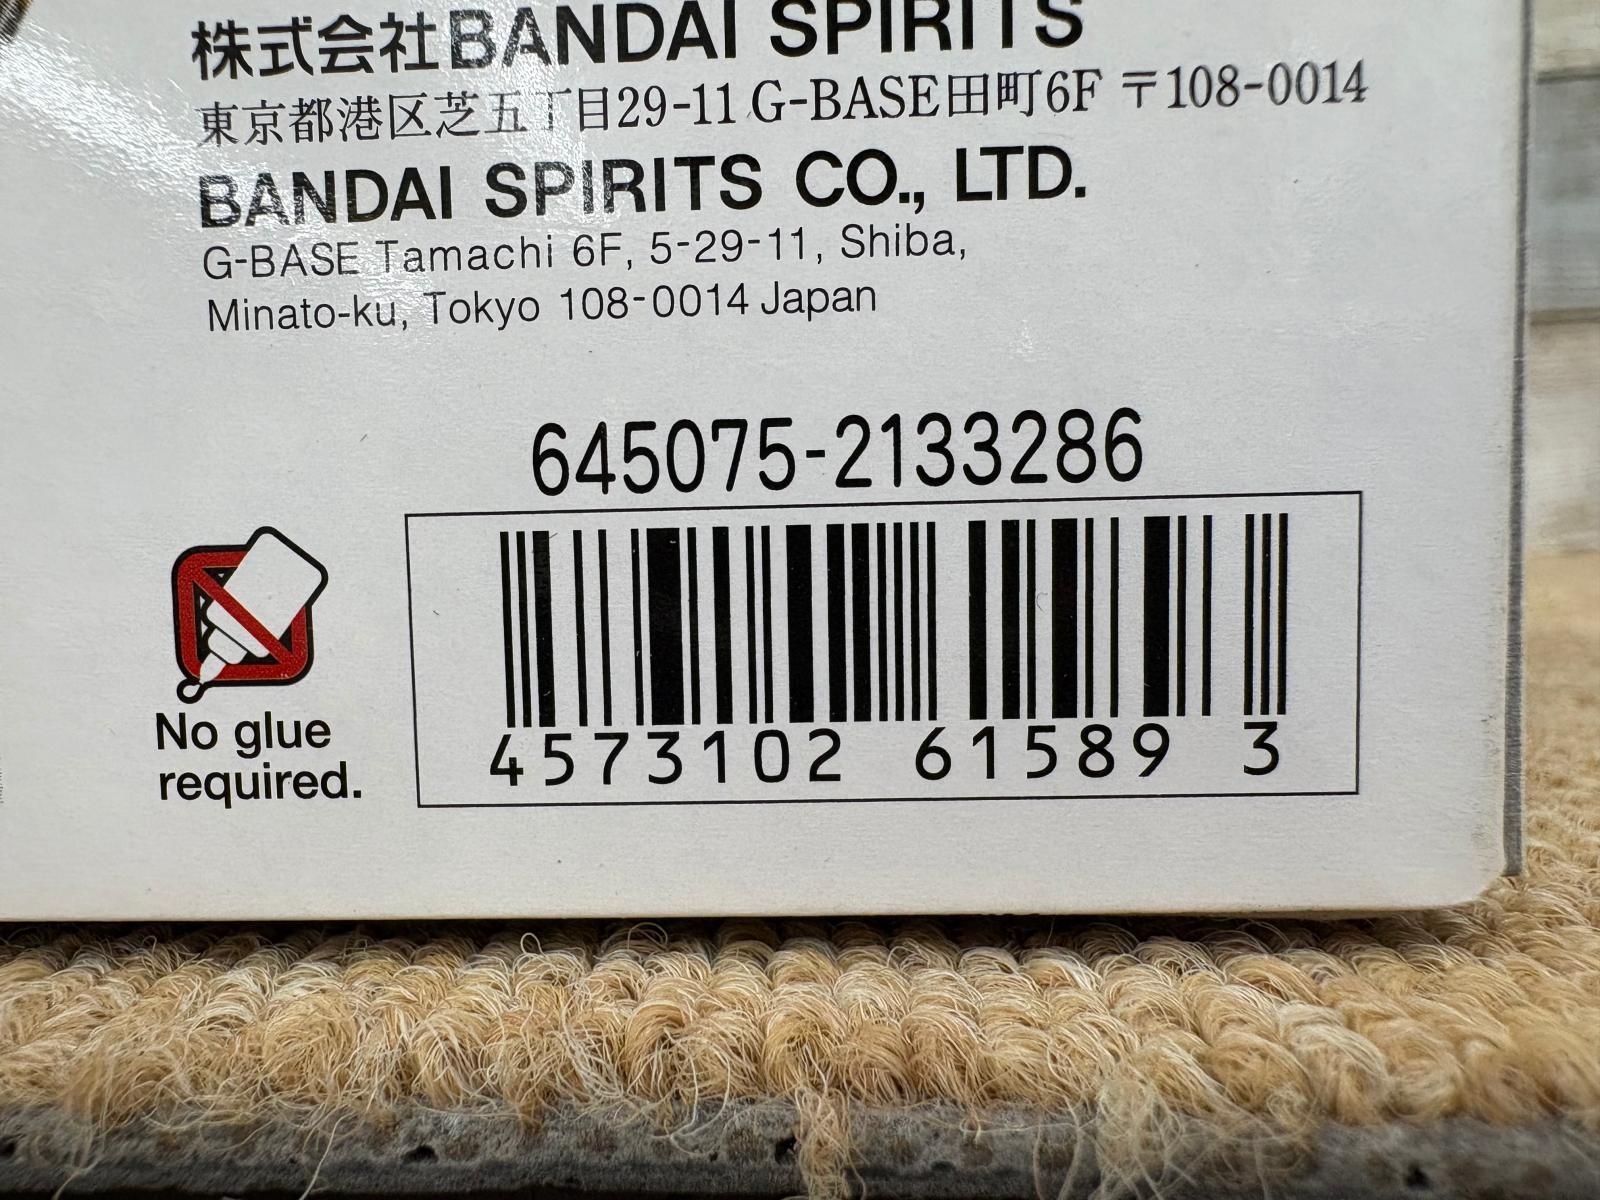 株式会社BANDAI SPIRITS
東京都港区芝五丁目29-11 G-BASE田町6F 〒108-0014
BANDAI SPIRITS CO., LTD.
G-BASE Tamachi 6F, 5-29-11, Shiba,
Minato-ku, Tokyo 108-0014 Japan
645075-2133286
4573102 61589 3
No glue
required.